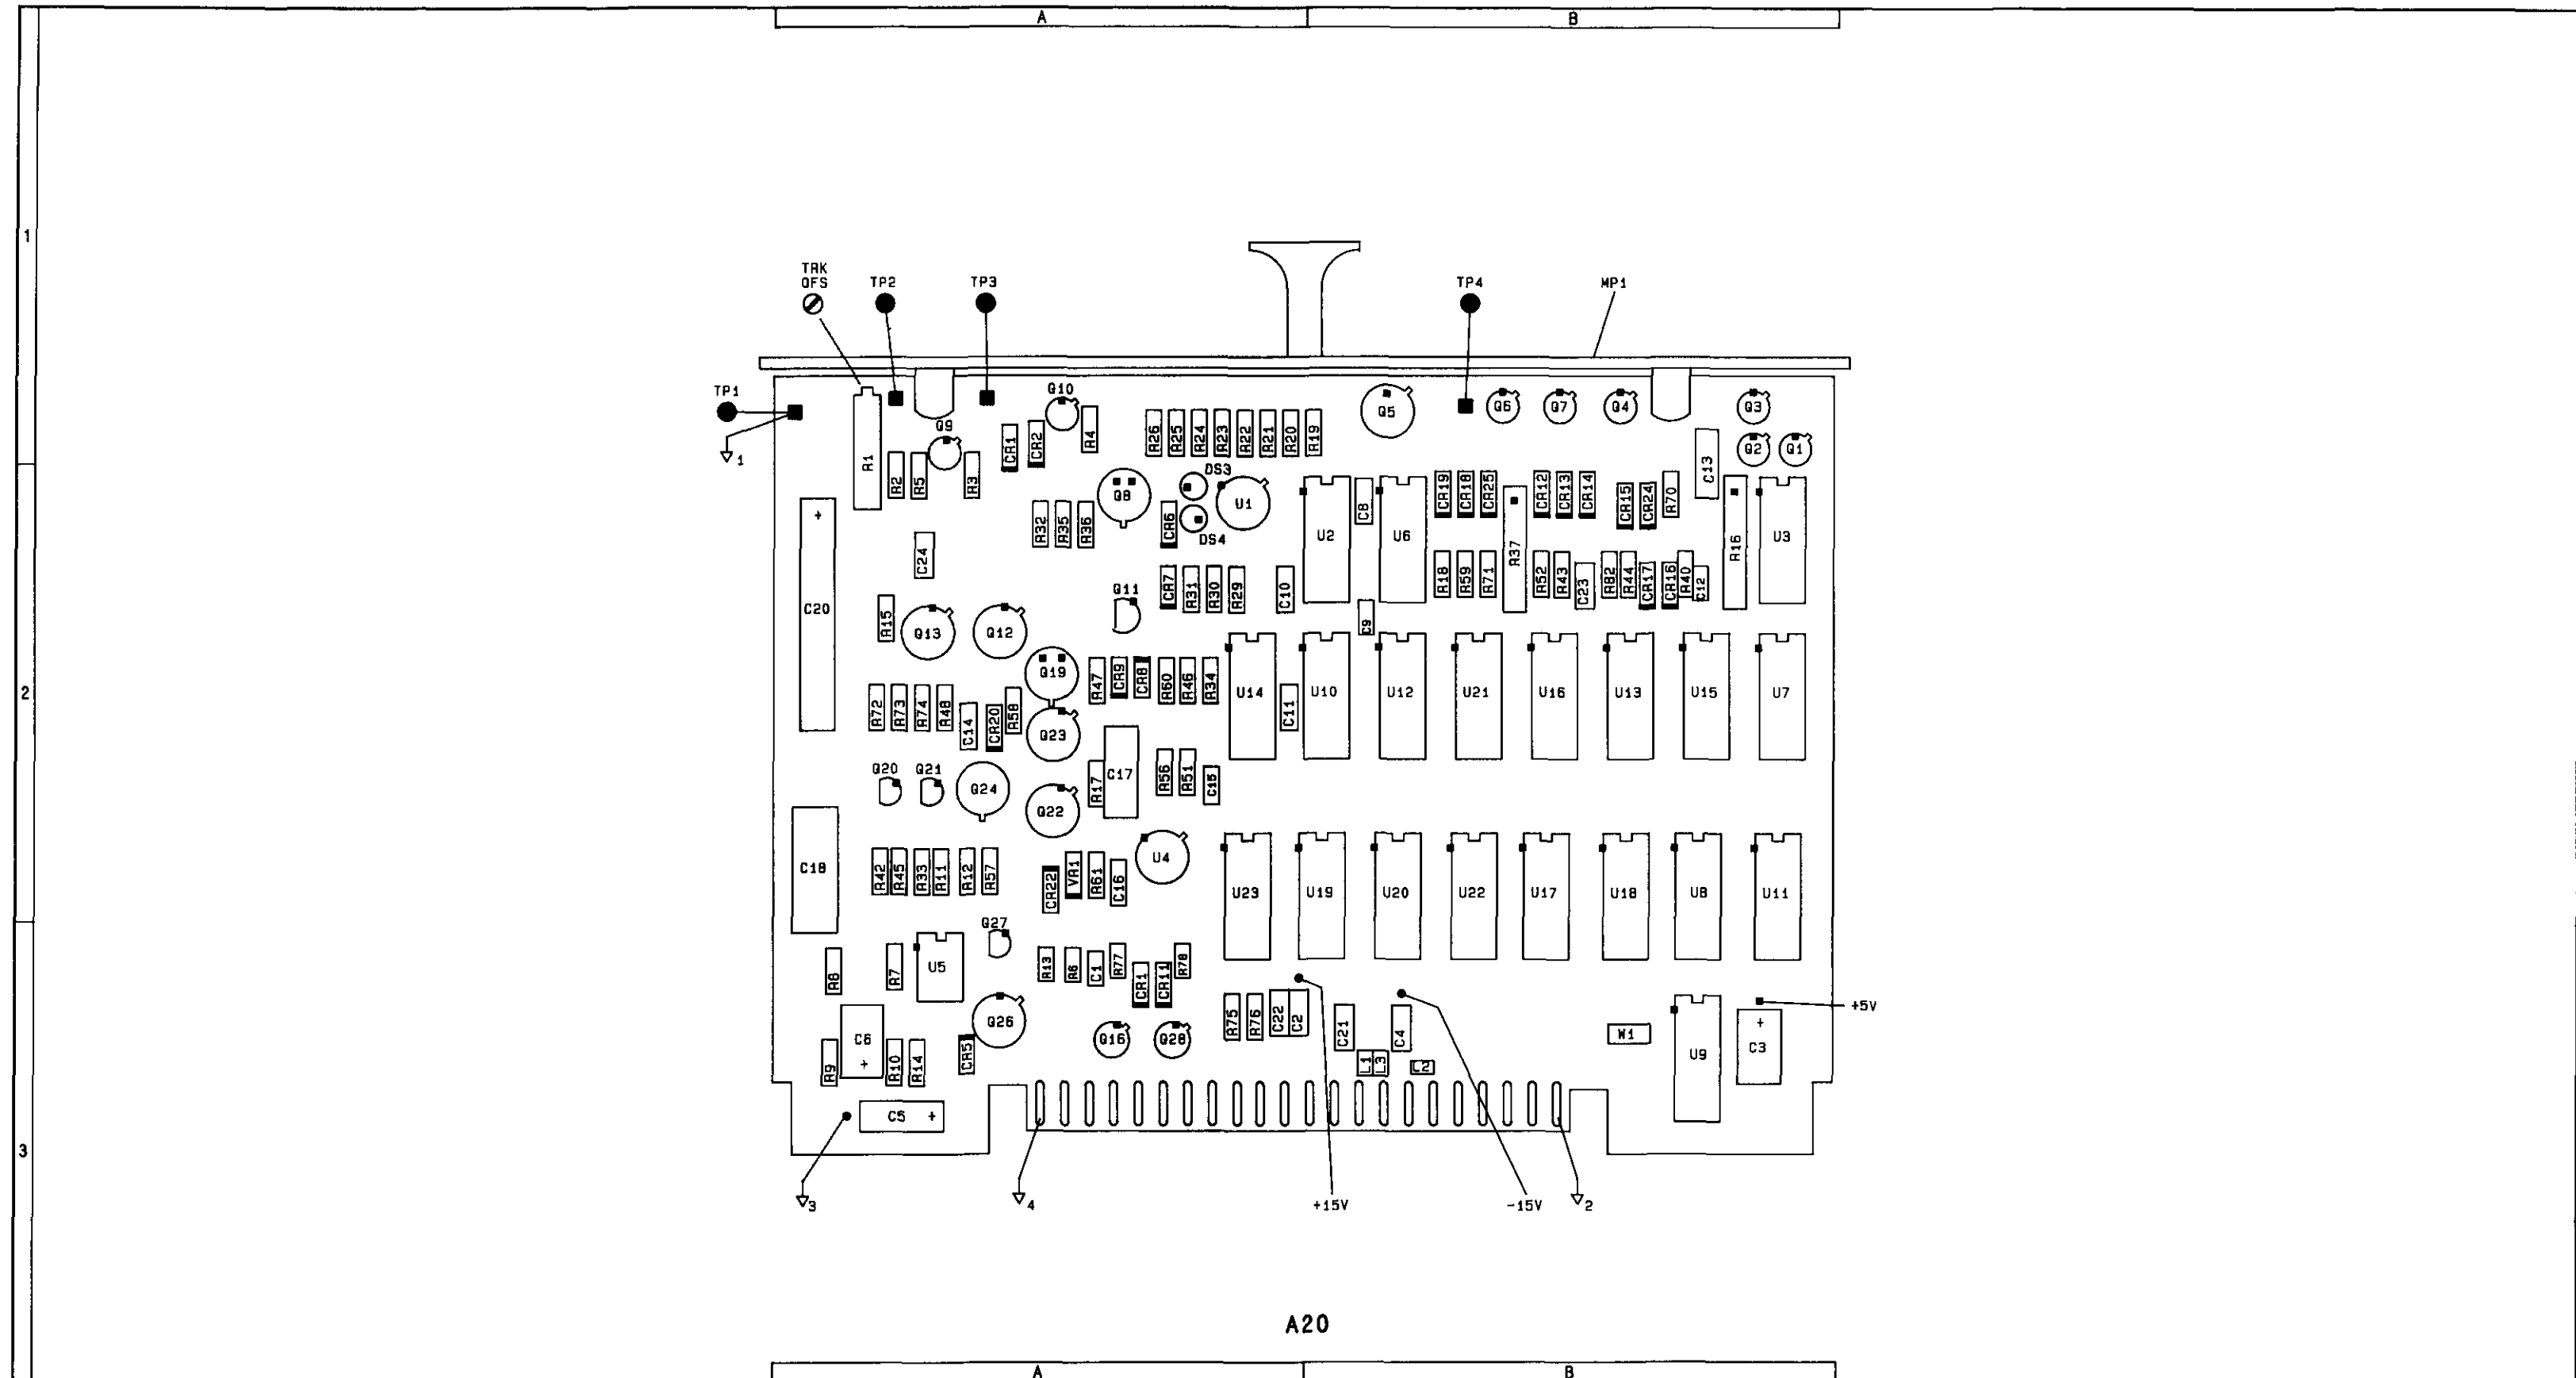 A B
1
TRK
OFS
TP2
TP3
TP4
MP1
TP1
1
R1
R2
R5
Q9
R3
CR1
CR2
Q10
R4
R26
R25
R24
R23
R22
R21
R20
R19
Q5
Q6
Q7
Q4
Q3
Q2
Q1
C13
C20
+
C24
R32
R35
R36
Q8
CR6
DS3
DS4
U1
U2
C8
U6
CR19
CR18
CR25
R37
CR12
CR13
CR14
CR15
CR24
R70
R16
U3
R15
Q13
Q12
Q11
CR7
R31
R30
R29
C10
C9
R18
R59
R71
R52
R43
C23
R82
R44
CR17
CR16
R40
C12
2
R72
R73
R74
R48
C14
CR20
R58
Q19
Q23
R47
CR9
CR8
R60
R46
R34
U14
C11
U10
U12
U21
U16
U13
U15
U7
Q20
Q21
Q24
Q22
R17
C17
R56
R51
C15
C18
R42
R45
R33
R11
R12
R57
CR22
VR1
R61
C16
U4
U23
U19
U20
U22
U17
U18
U8
U11
R8
R7
U5
Q27
R13
R6
C1
R77
CR1
CR11
R78
R9
C6
+
R10
R14
CR5
Q26
Q16
Q28
R75
R76
C22
C2
C21
L1
L3
C4
L2
W1
U9
+
C3
+5V
C5 +
3
3
4
+15V
-15V
2
A20
A B